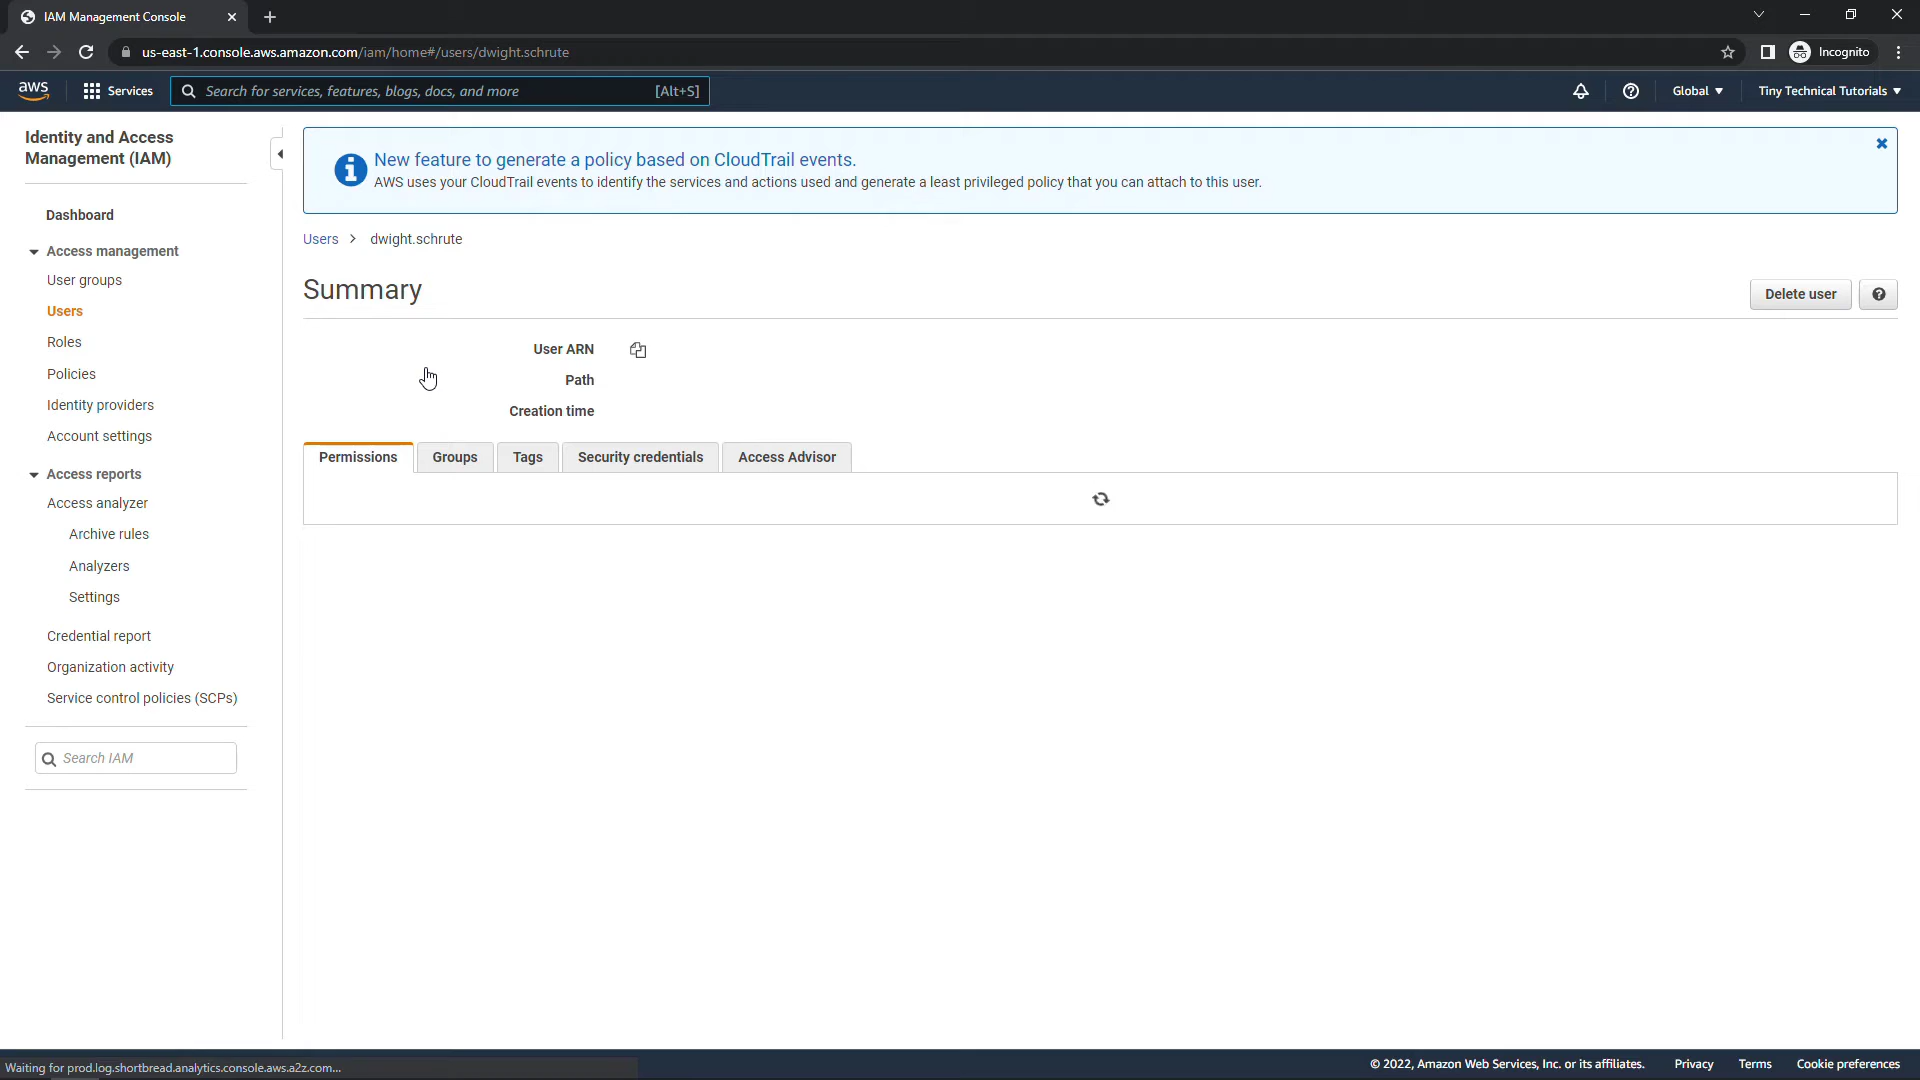 IAM Management Console
us-east-1.console.aws.amazon.com/iam/home#/users/dwight.schrute
Incognito
aws
Services
Search for services, features, blogs, docs, and more
[Alt+S]
Global
Tiny Technical Tutorials
Identity and Access
Management (IAM)
Dashboard
Access management
User groups
Users
Roles
Policies
Identity providers
Account settings
Access reports
Access analyzer
Archive rules
Analyzers
Settings
Credential report
Organization activity
Service control policies (SCPs)
Search IAM
New feature to generate a policy based on CloudTrail events.
AWS uses your CloudTrail events to identify the services and actions used and generate a least privileged policy that you can attach to this user.
Users > dwight.schrute
Summary
Delete user
User ARN
Path
Creation time
Permissions
Groups
Tags
Security credentials
Access Advisor
Waiting for prod.log.shortbread.analytics.console.aws.a2z.com...
© 2022, Amazon Web Services, Inc. or its affiliates.
Privacy
Terms
Cookie preferences